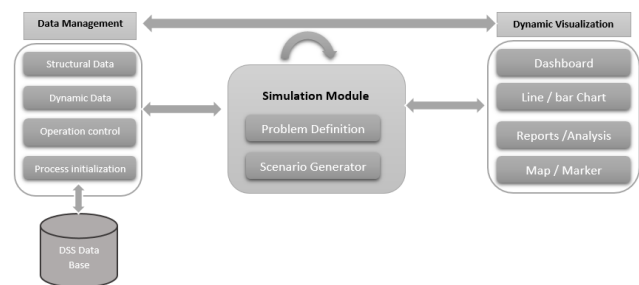 Data Management
Structural Data
Dynamic Data
Operation control
Process initialization
DSS Data
Base
Simulation Module
Problem Definition
Scenario Generator
Dynamic Visualization
Dashboard
Line / bar Chart
Reports /Analysis
Map / Marker